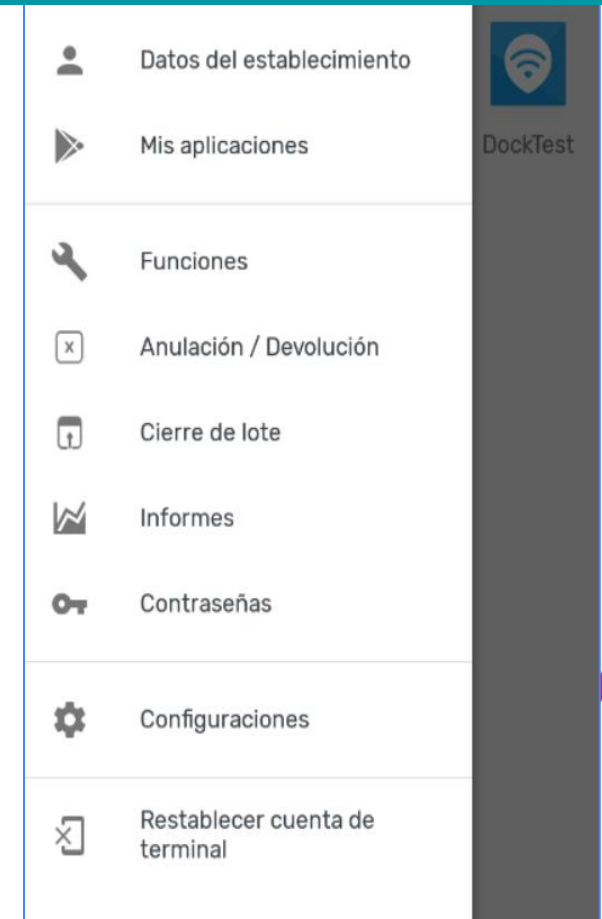 Datos del establecimiento
DockTest
Mis aplicaciones
Funciones
Anulación / Devolución
Cierre de lote
Informes
Contraseñas
Configuraciones
Restablecer cuenta de
terminal